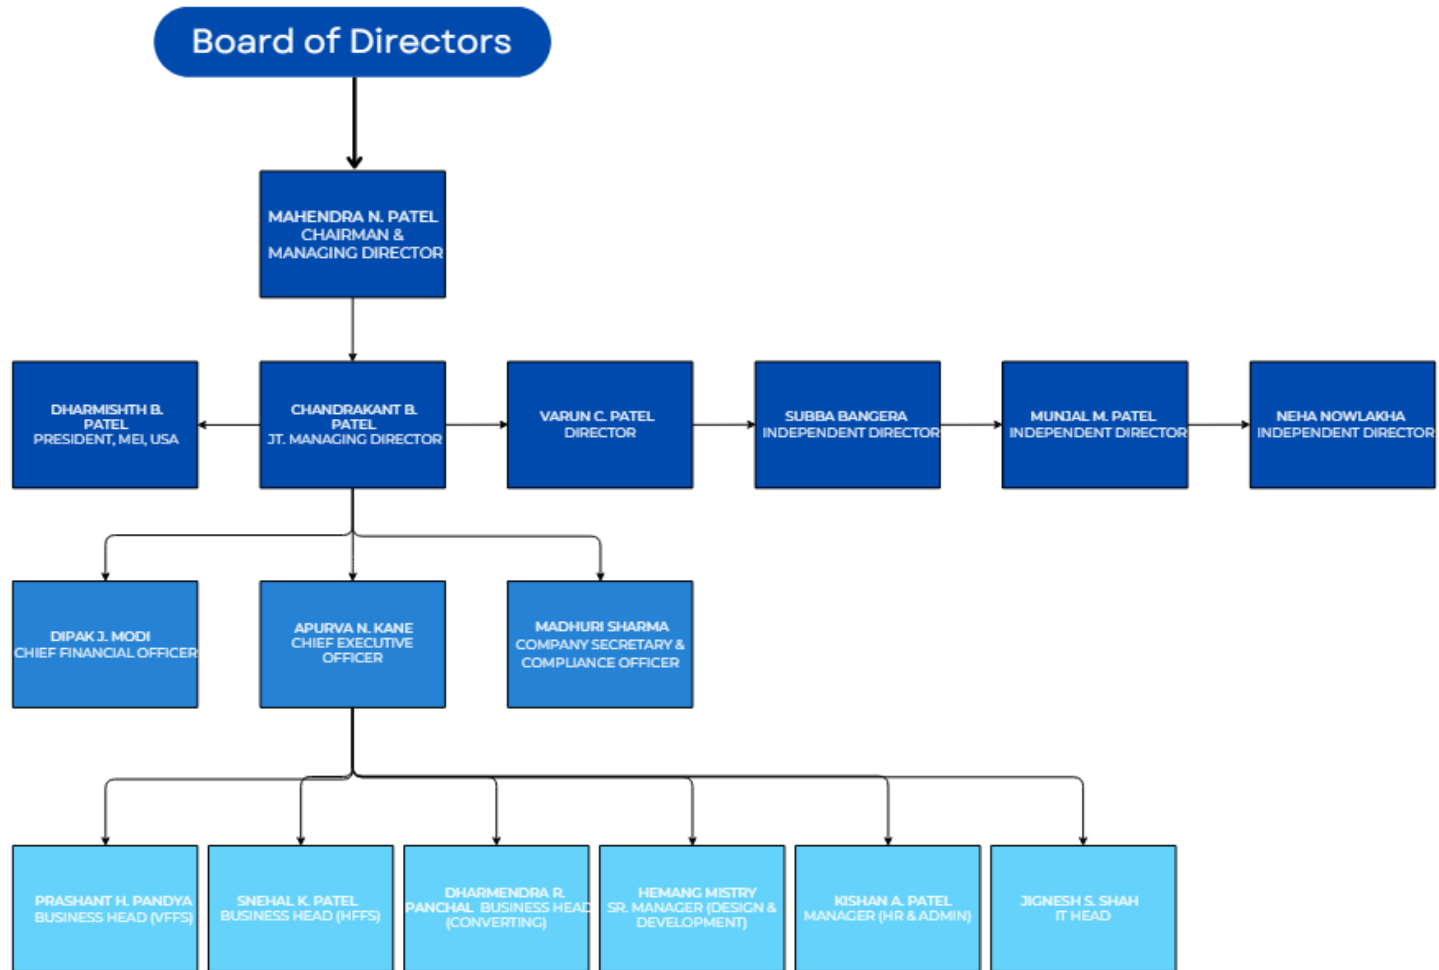 Board of Directors
MAHENDRA N. PATEL
CHAIRMAN &
MANAGING DIRECTOR
DHARMISHTH B.
PATEL
PRESIDENT, MEI, USA
CHANDRAKANT B.
PATEL
JT. MANAGING DIRECTOR
VARUN C. PATEL
DIRECTOR
SUBBA BANGERA
INDEPENDENT DIRECTOR
MUNJAL M. PATEL
INDEPENDENT DIRECTOR
NEHA NOWLAKHA
INDEPENDENT DIRECTOR
DIPAK J. MODI
CHIEF FINANCIAL OFFICER
APURVA N. KANE
CHIEF EXECUTIVE
OFFICER
MADHURI SHARMA
COMPANY SECRETARY &
COMPLIANCE OFFICER
PRASHANT H. PANDYA
BUSINESS HEAD (VFFS)
SNEHAL K. PATEL
BUSINESS HEAD (HFFS)
DHARMENDRA R.
PANCHAL BUSINESS HEAD
(CONVERTING)
HEMANG MISTRY
SR. MANAGER (DESIGN &
DEVELOPMENT)
KISHAN A. PATEL
MANAGER (HR & ADMIN)
JIGNESH S. SHAH
IT HEAD